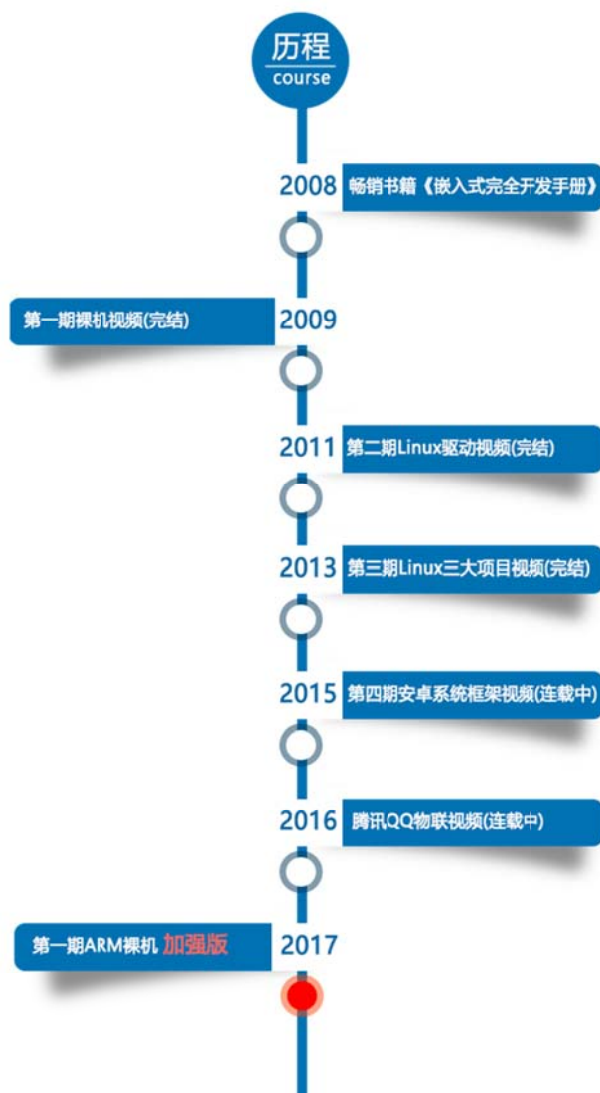 历程
course
2008 畅销书籍《嵌入式完全开发手册》
第一期裸机视频(完结) 2009
2011 第二期Linux驱动视频(完结)
2013 第三期Linux三大项目视频(完结)
2015 第四期安卓系统框架视频(连载中)
2016 腾讯QQ物联视频(连载中)
第一期ARM裸机 加强版 2017